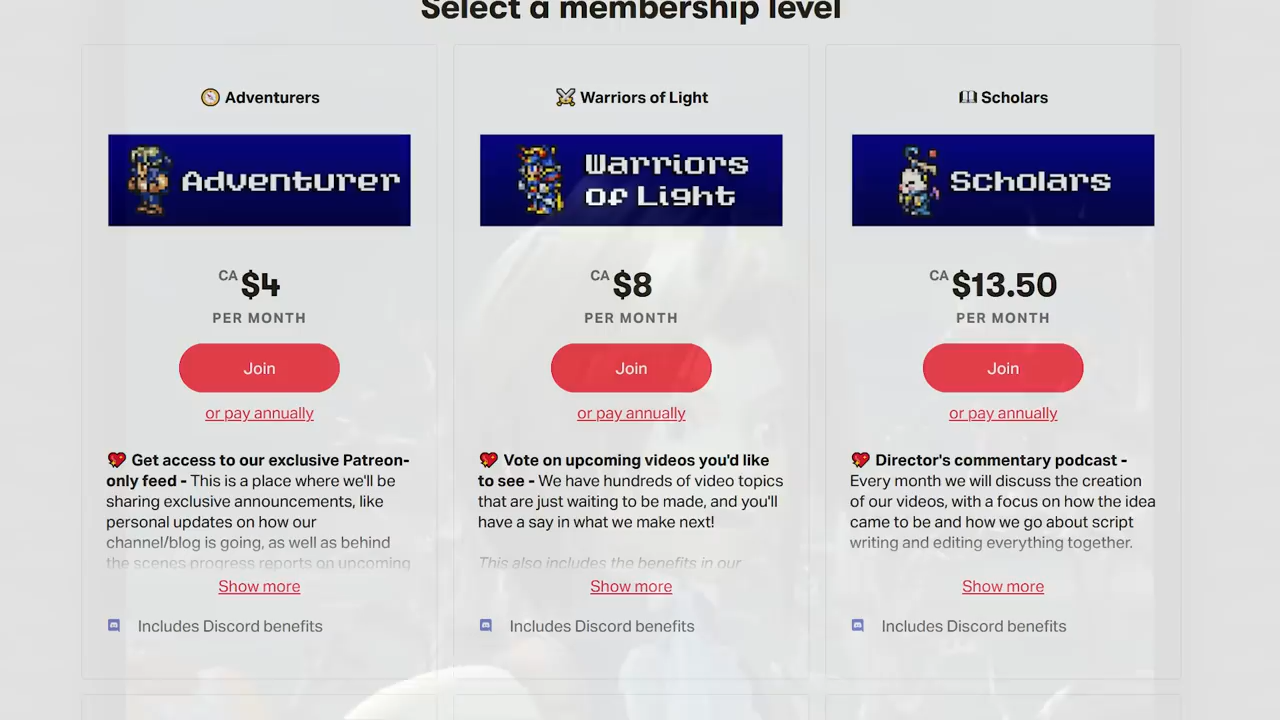 Select a membership level
Adventurers
Adventurer
CA $4
PER MONTH
Join
or pay annually
Get access to our exclusive Patreon-
only feed - This is a place where we'll be
sharing exclusive announcements, like
personal updates on how our
channel/blog is going, as well as behind
the scenes progress reports on upcoming
Show more
Includes Discord benefits
Warriors of Light
Warriors
of Light
CA $8
PER MONTH
Join
or pay annually
Vote on upcoming videos you'd like
to see - We have hundreds of video topics
that are just waiting to be made, and you'll
have a say in what we make next!
This also includes the benefits in our
Show more
Includes Discord benefits
Scholars
Scholars
CA $13.50
PER MONTH
Join
or pay annually
Director's commentary podcast -
Every month we will discuss the creation
of our videos, with a focus on how the idea
came to be and how we go about script
writing and editing everything together.
Show more
Includes Discord benefits